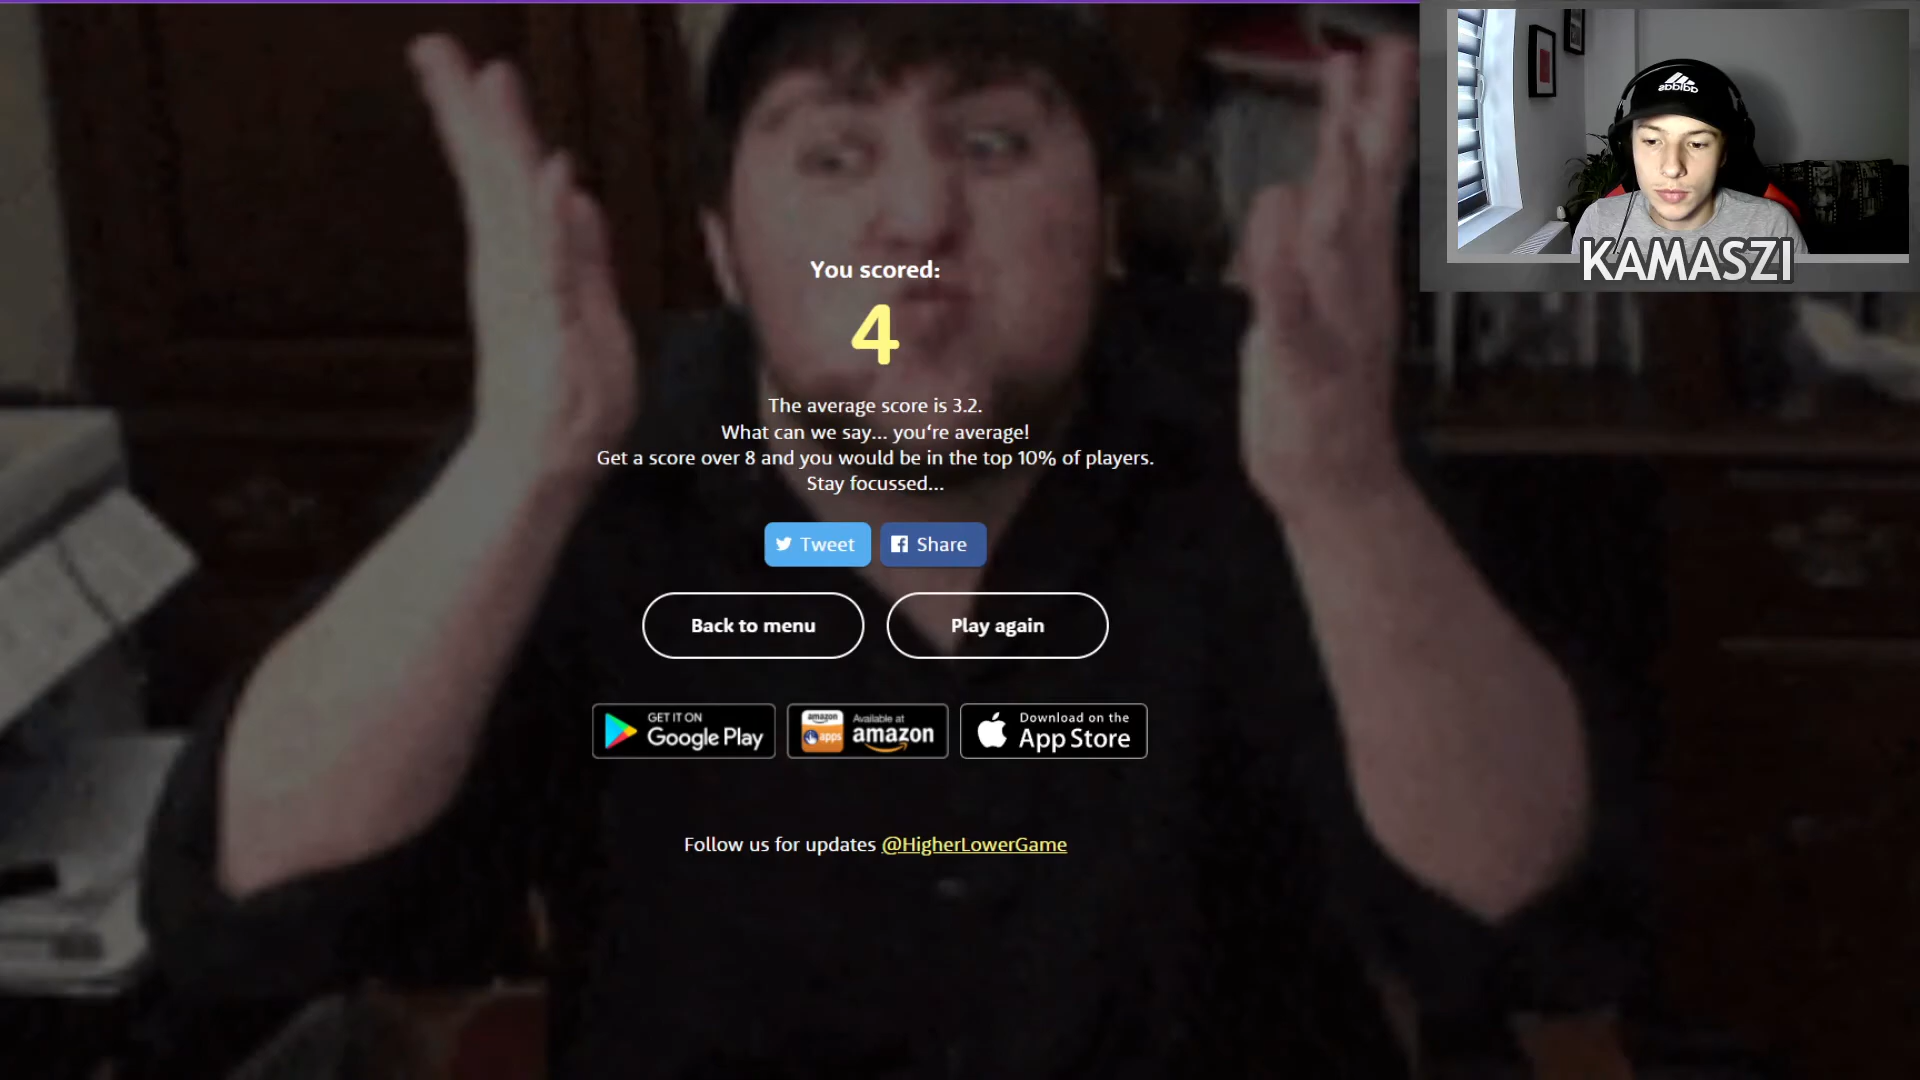 adidas
KAMASZI
You scored:
4
The average score is 3.2.
What can we say... you‘re average!
Get a score over 8 and you would be in the top 10% of players.
Stay focussed...
Tweet
Share
Back to menu
Play again
GET IT ON
Google Play
amazon
apps
Available at
amazon
Download on the
App Store
Follow us for updates @HigherLowerGame